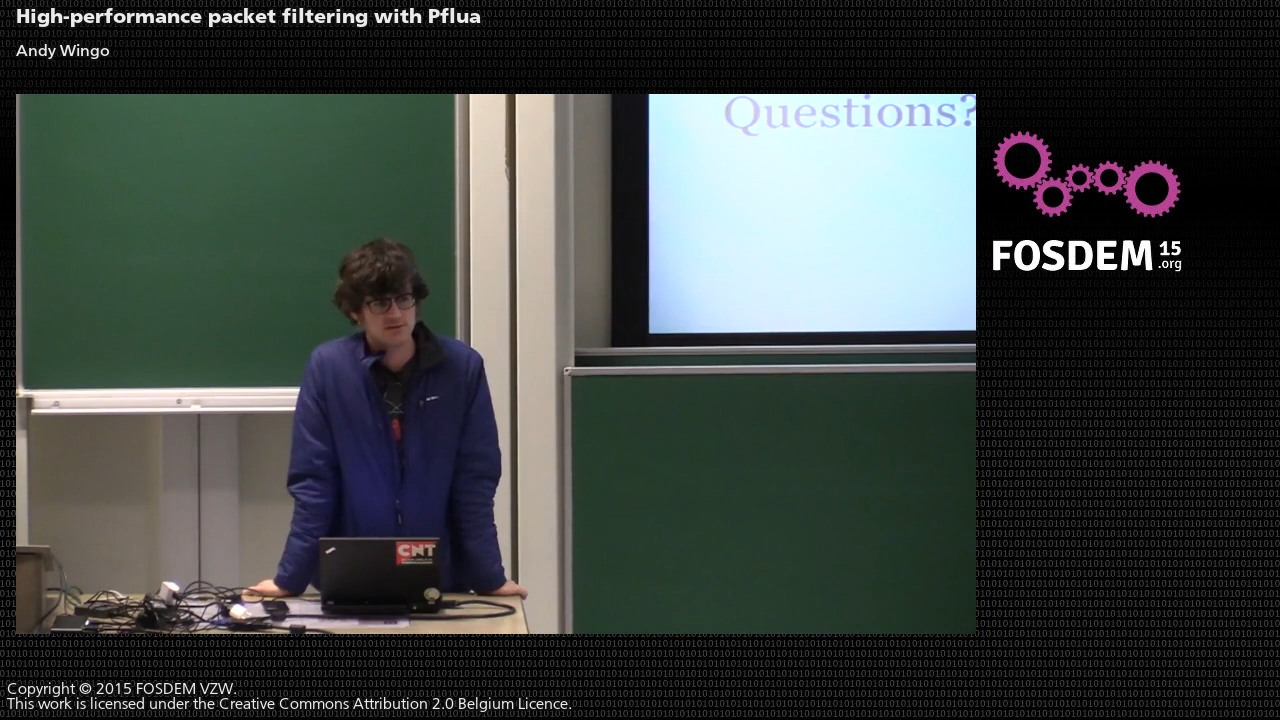 High-performance packet filtering with Pflua
Andy Wingo
Questions?
FOSDEM 15
.org
CNT
Copyright © 2015 FOSDEM VZW.
This work is licensed under the Creative Commons Attribution 2.0 Belgium Licence.